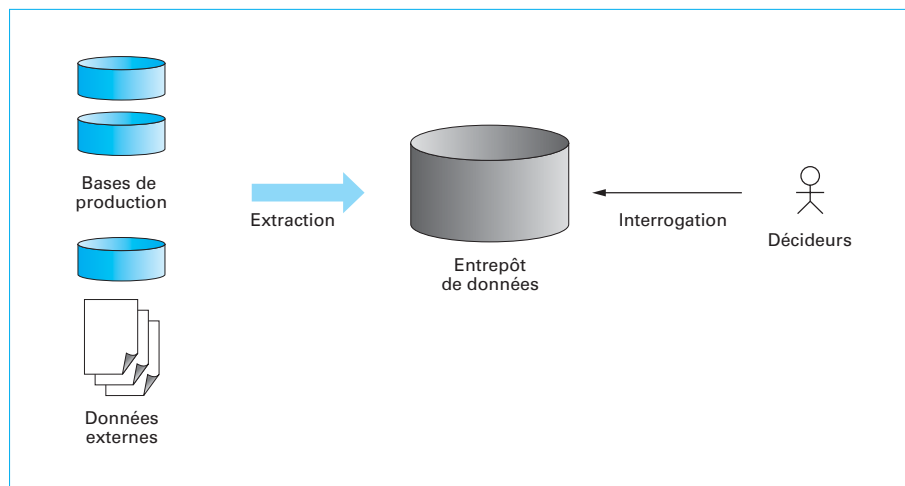 Bases de
production
Extraction
Données
externes
Entrepôt
de données
Interrogation
Décideurs